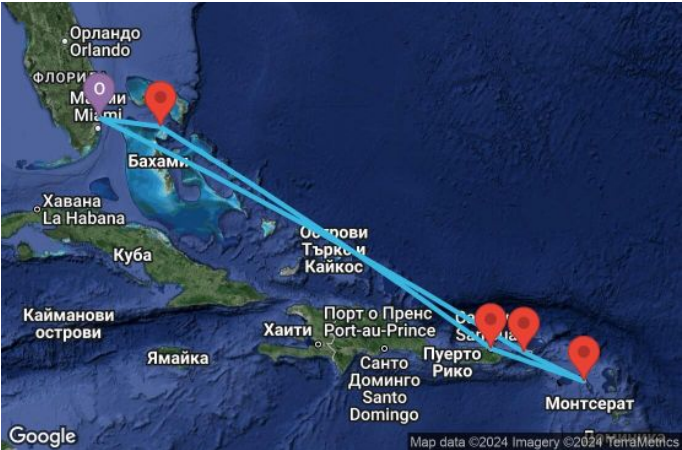 Орландо
Orlando
ФЛОРИДА
О
Miami
Бахами
Хавана
La Habana
Острови
Търкс и
Кайкос
Куба
Кайманови
острови
Порт о Пренс
Port-au-Prince
Хаити
Ямайка
Пуерто
Рико
Санто
Доминго
Santo
Domingo
Монтсерат
Google
Map data ©2024 Imagery ©2024 TerraMetrics